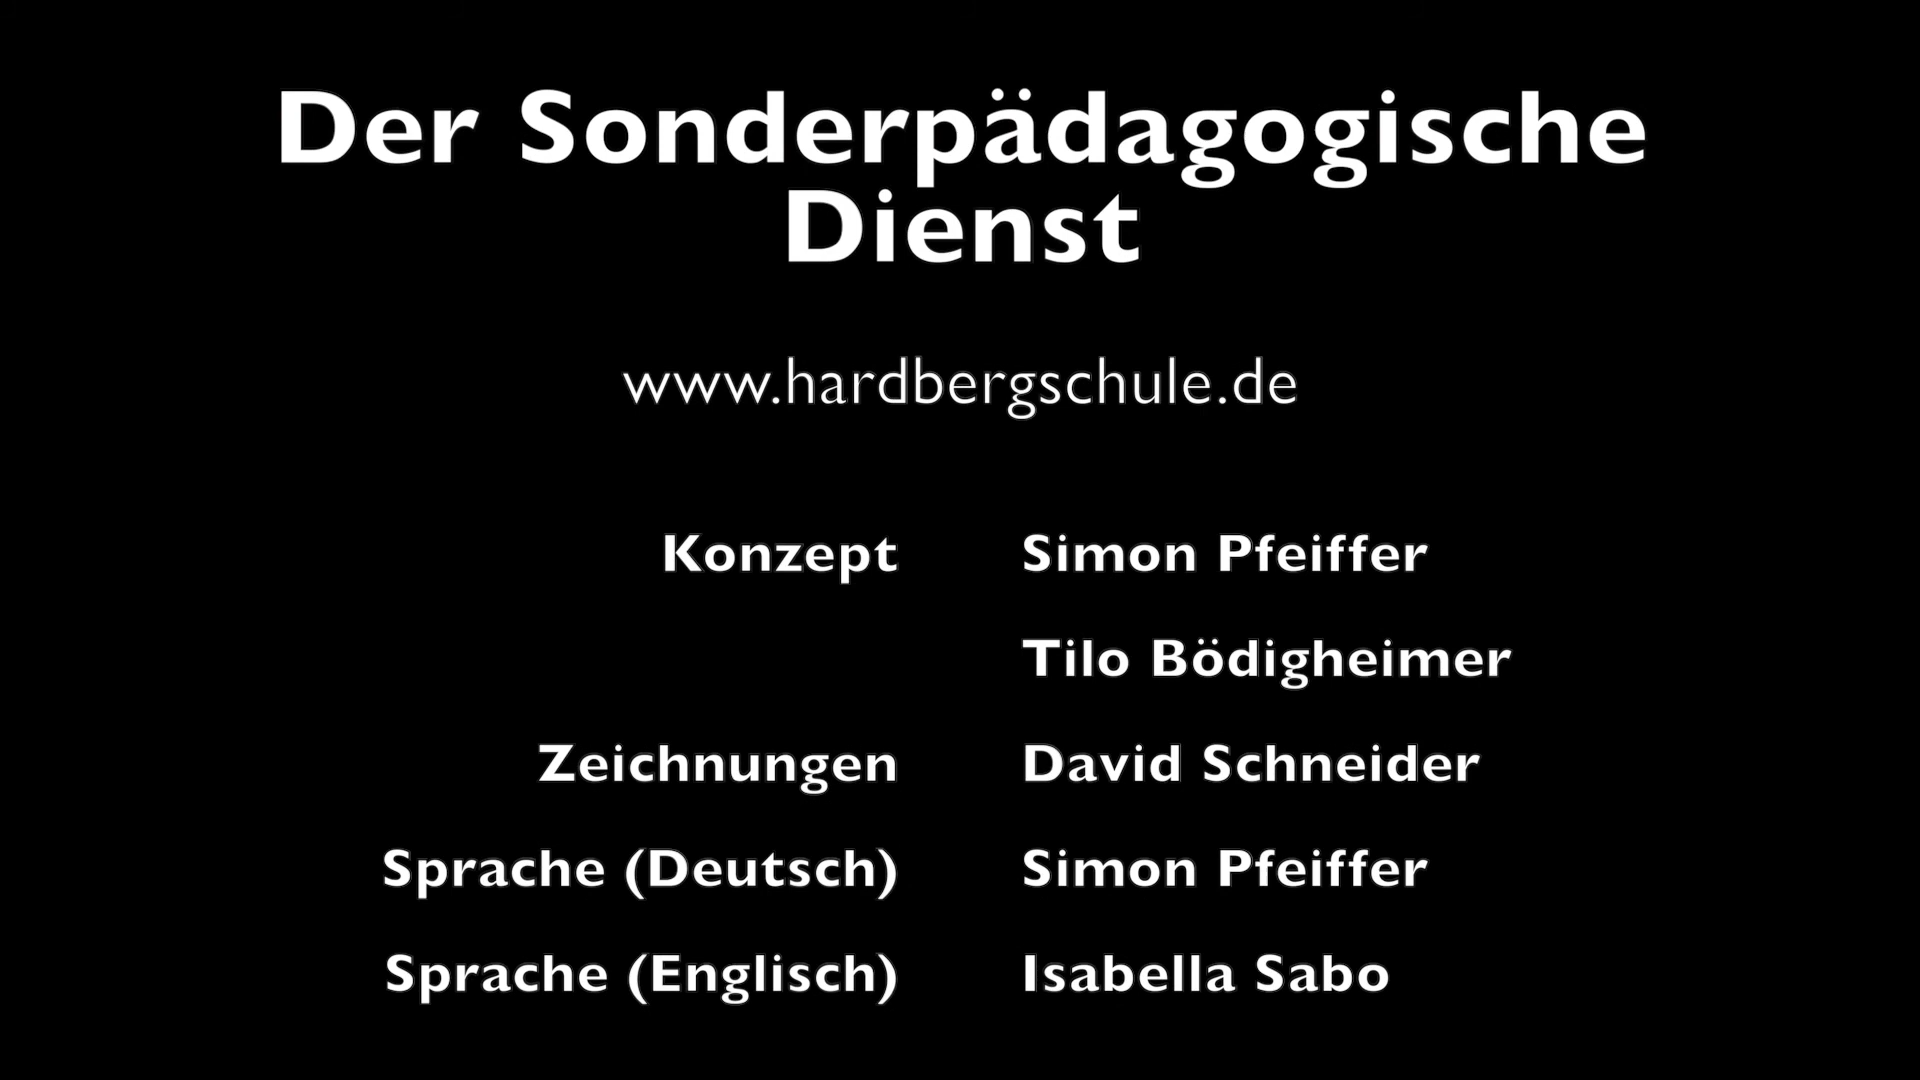 Der Sonderpädagogische
Dienst
www.hardbergschule.de
Konzept Simon Pfeiffer
Tilo Bödigheimer
Zeichnungen David Schneider
Sprache (Deutsch) Simon Pfeiffer
Sprache (Englisch) Isabella Sabo